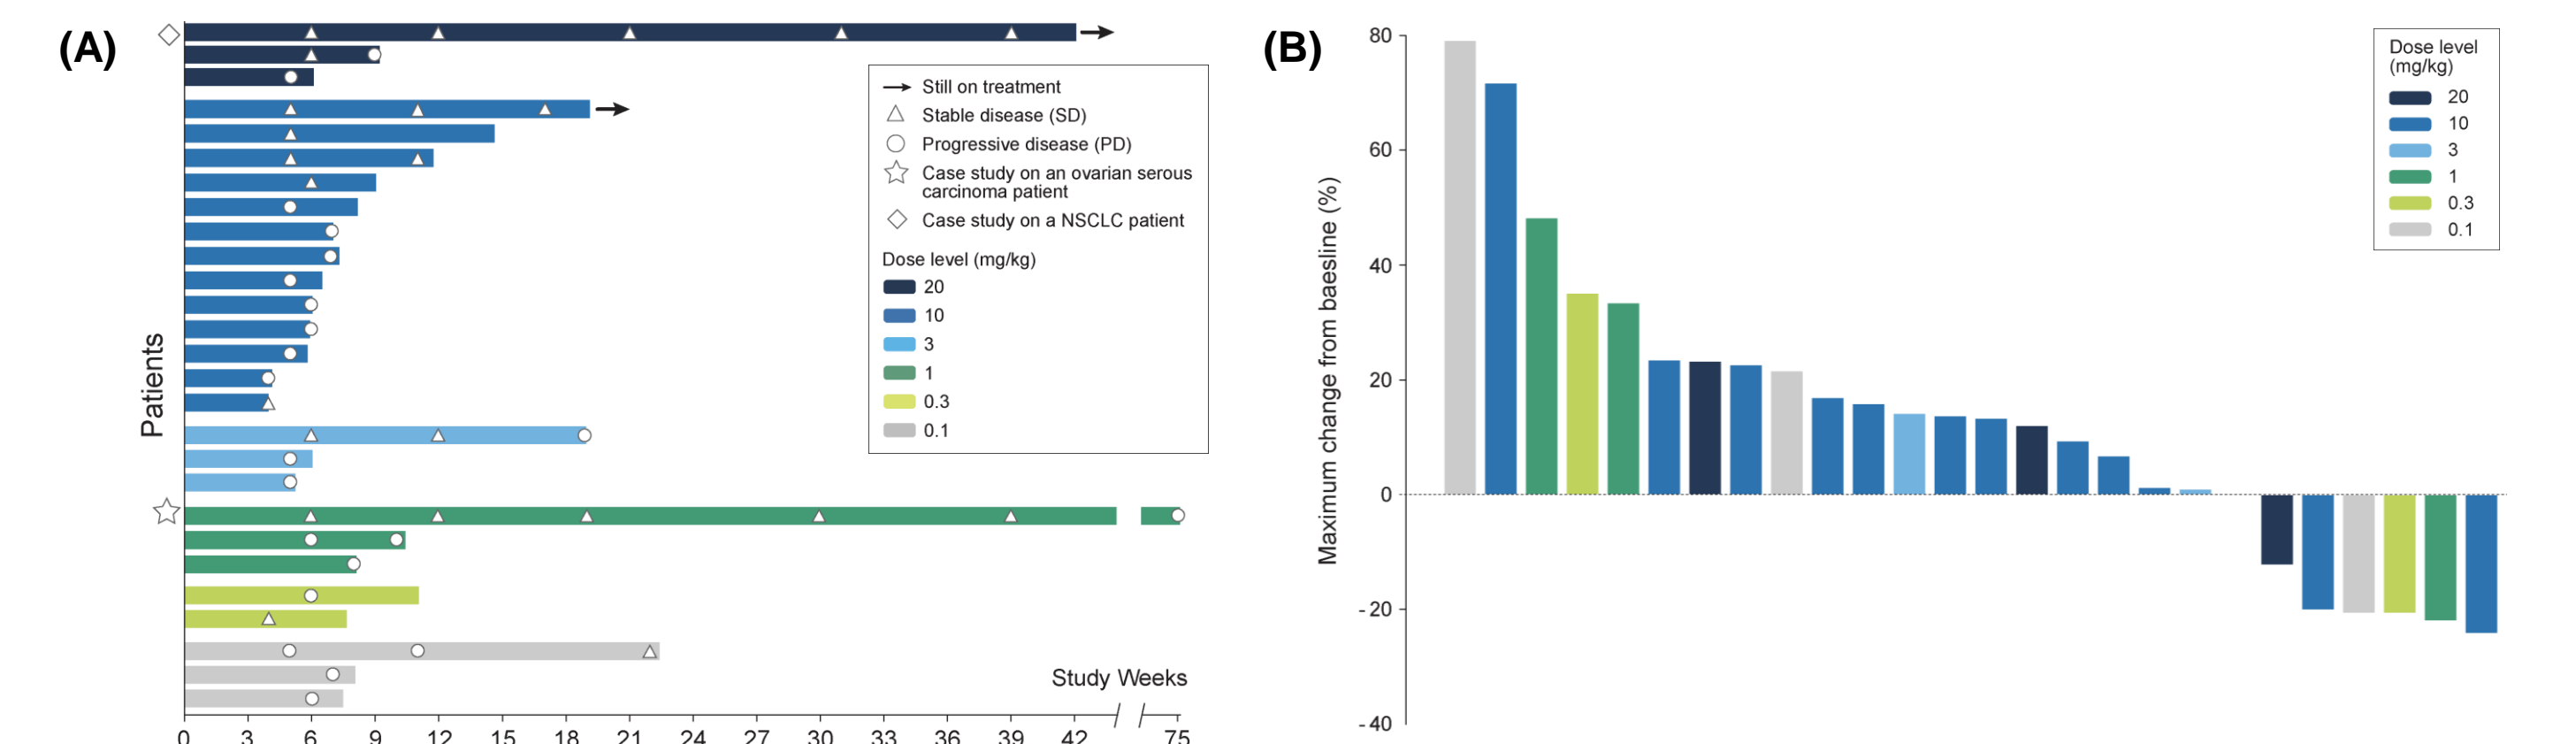 (A)
Still on treatment
Stable disease (SD)
Progressive disease (PD)
Case study on an ovarian serous
carcinoma patient
Case study on a NSCLC patient
Dose level (mg/kg)
20
10
3
1
0.3
0.1
Patients
Study Weeks
0 3 6 9 12 15 18 21 24 27 30 33 36 39 42 75
(B)
80
60
40
20
0
- 20
- 40
Maximum change from baesline (%)
Dose level
(mg/kg)
20
10
3
1
0.3
0.1